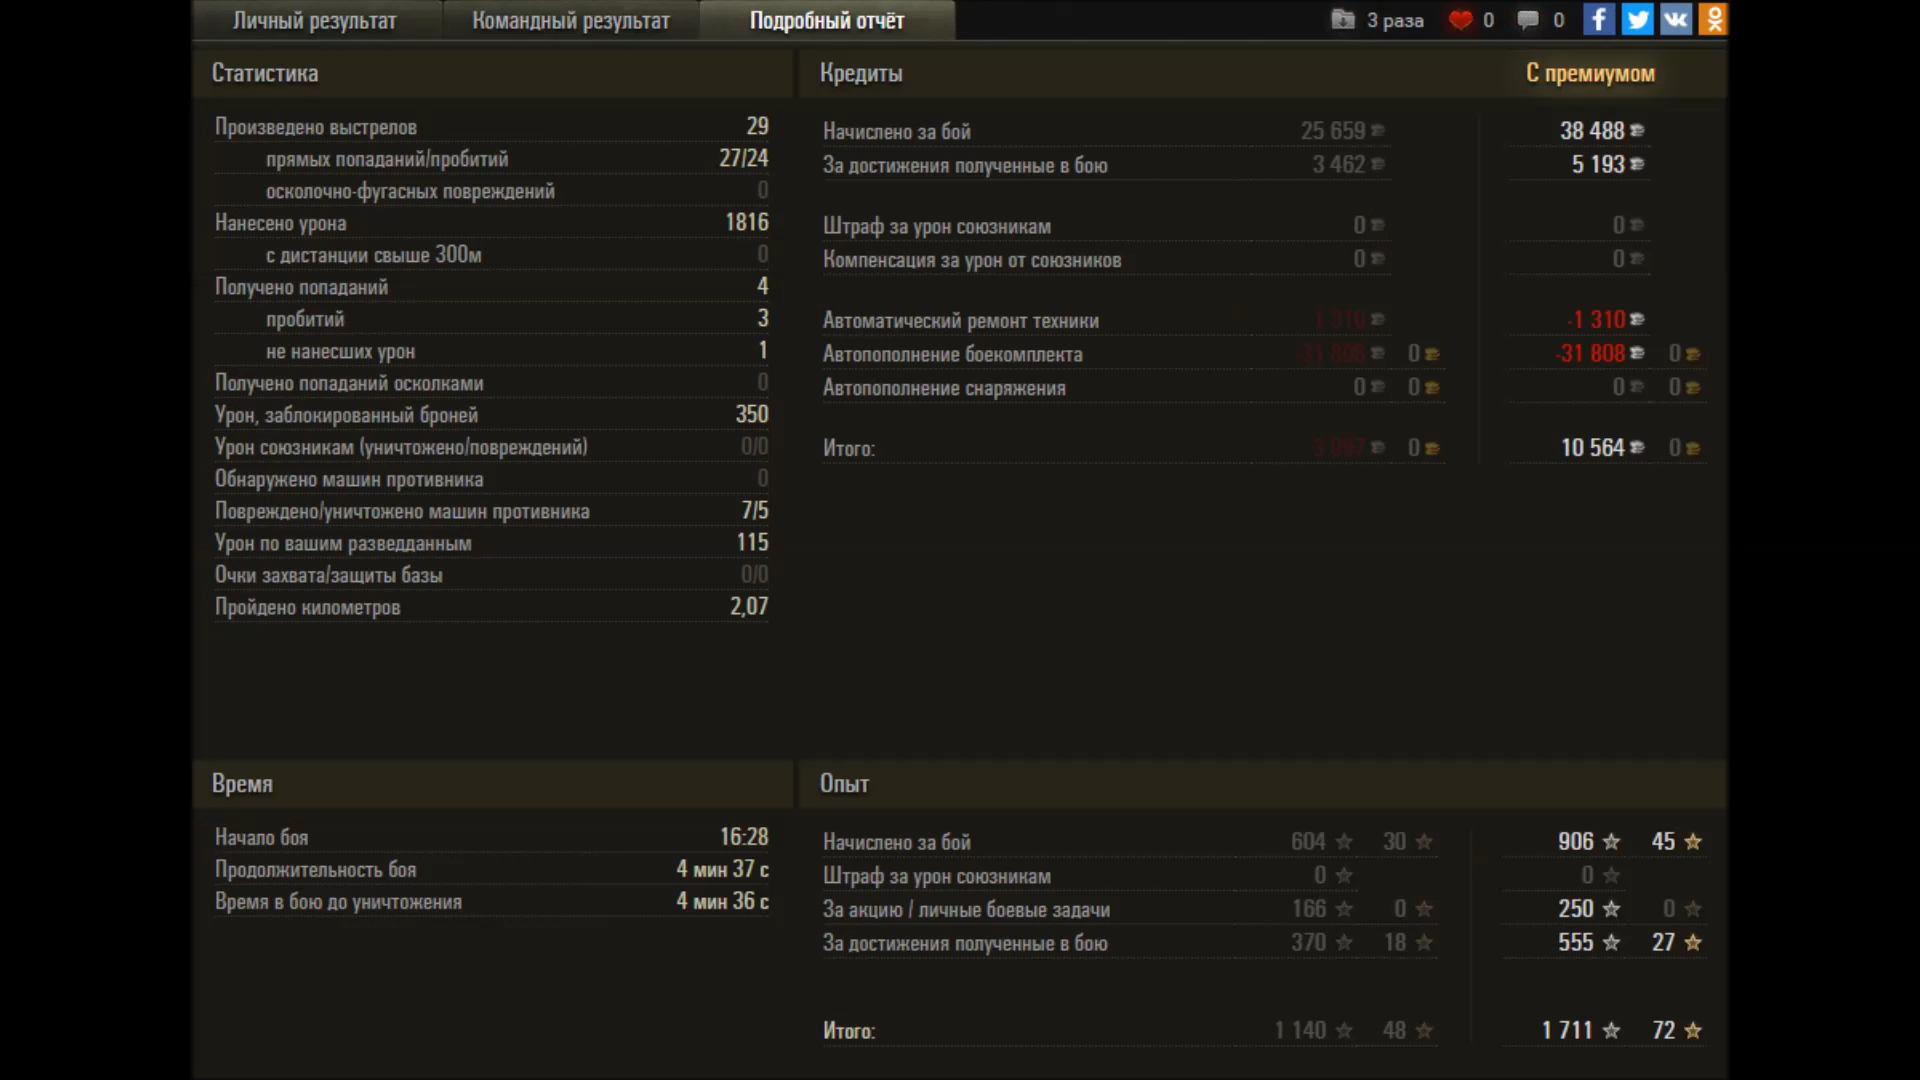 Личный результат Командный результат Подробный отчёт 3 раза 0 0
Статистика
Произведено выстрелов 29
прямых попаданий/пробитий 27/24
осколочно-фугасных повреждений 0
Нанесено урона 1816
с дистанции свыше 300м 0
Получено попаданий 4
пробитий 3
не нанесших урон 1
Получено попаданий осколками 0
Урон, заблокированный броней 350
Урон союзникам (уничтожено/повреждений) 0/0
Обнаружено машин противника 0
Повреждено/уничтожено машин противника 7/5
Урон по вашим разведданным 115
Очки захвата/защиты базы 0/0
Пройдено километров 2,07
Кредиты С премиумом
Начислено за бой 25 659 38 488
За достижения полученные в бою 3 462 5 193
Штраф за урон союзникам 0 0
Компенсация за урон от союзников 0 0
Автоматический ремонт техники -1 310 -1 310
Автопополнение боекомплекта -31 808 0 -31 808 0
Автопополнение снаряжения 0 0 0 0
Итого: 0 10 564 0
Время
Начало боя 16:28
Продолжительность боя 4 мин 37 с
Время в бою до уничтожения 4 мин 36 с
Опыт
Начислено за бой 604 30 906 45
Штраф за урон союзникам 0 0
За акцию / личные боевые задачи 166 0 250 0
За достижения полученные в бою 370 18 555 27
Итого: 1 140 48 1 711 72